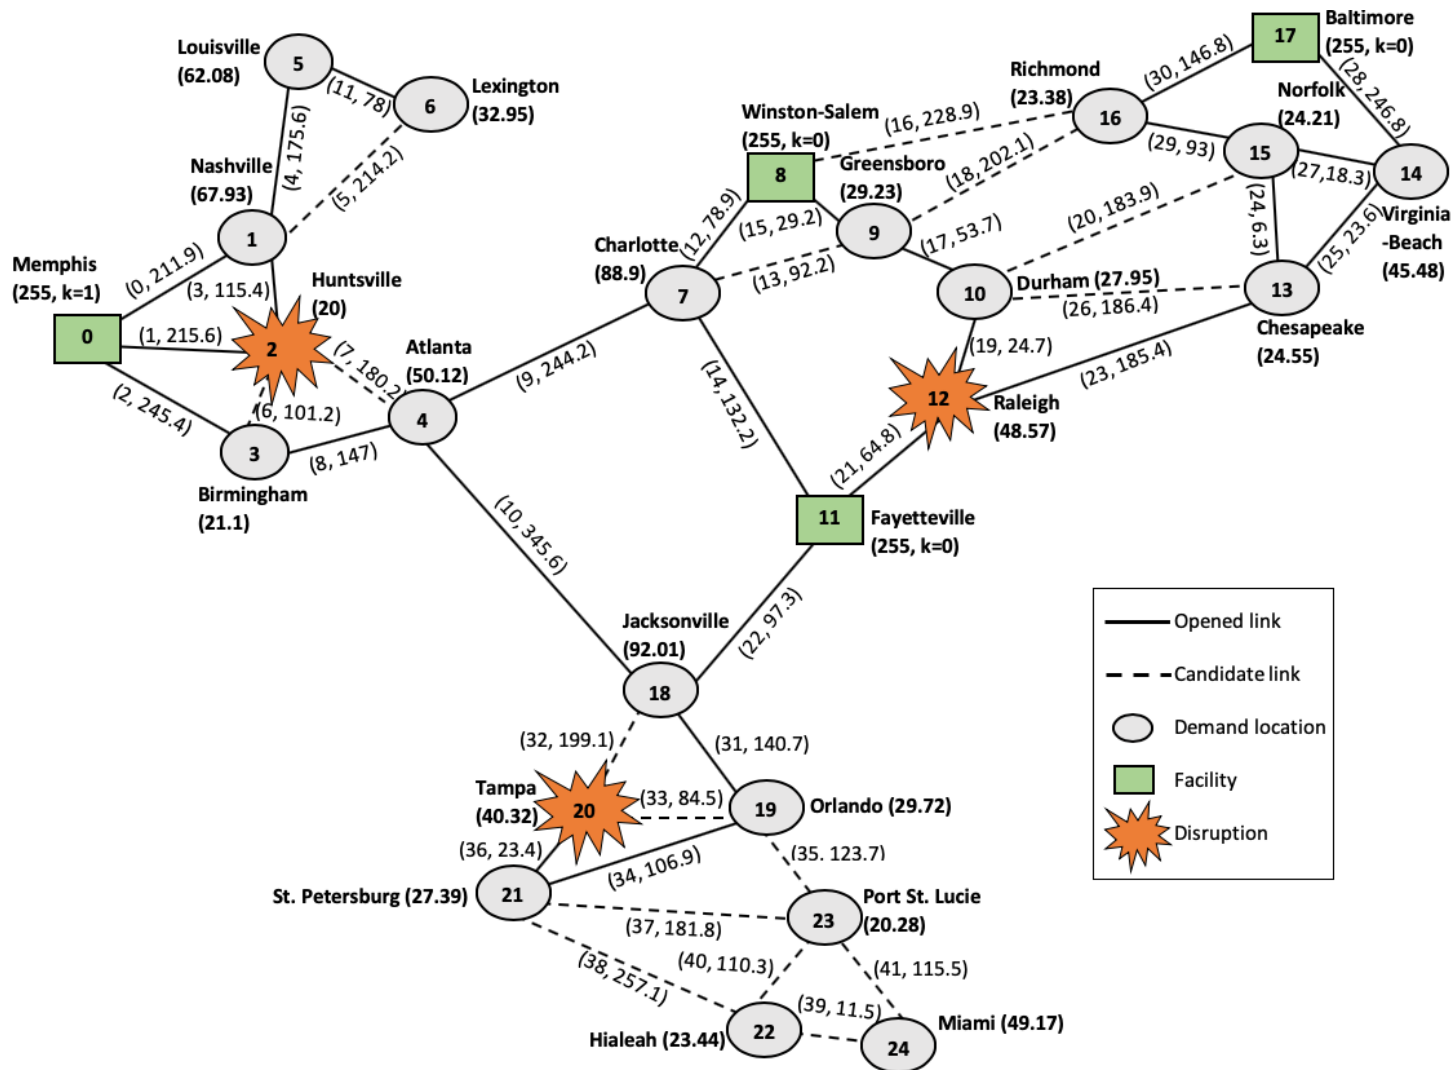 Louisville
(62.08)
5
(11, 78)
6
Lexington
(32.95)
(4, 175.6)
(5, 214.2)
Nashville
(67.93)
1
(0, 211.9)
(3, 115.4)
Memphis
(255, k=1)
0
(1, 215.6)
Huntsville
(20)
2
(7, 180.2)
(2, 245.4)
(6, 101.2)
3
Birmingham
(21.1)
(8, 147)
Atlanta
(50.12)
4
(9, 244.2)
(10, 345.6)
Charlotte
(88.9)
7
(12, 78.9)
(13, 92.2)
(14, 132.2)
Winston-Salem
(255, k=0)
8
(15, 29.2)
(16, 228.9)
Greensboro
(29.23)
9
(17, 53.7)
(18, 202.1)
Richmond
(23.38)
16
(30, 146.8)
17
Baltimore
(255, k=0)
(28,246.8)
Norfolk
(24.21)
15
(29, 93)
(27,18.3)
14
Virginia
-Beach
(45.48)
(24, 6.3)
(25, 23.6)
(20, 183.9)
10
Durham (27.95)
(26, 186.4)
13
Chesapeake
(24.55)
(19, 24.7)
(23, 185.4)
12
Raleigh
(48.57)
(21, 64.8)
11
Fayetteville
(255, k=0)
(22, 97.3)
Jacksonville
(92.01)
18
(32, 199.1)
(31, 140.7)
Tampa
(40.32)
20
(33, 84.5)
19
Orlando (29.72)
(36, 23.4)
(34, 106.9)
(35. 123.7)
St. Petersburg (27.39)
21
(37, 181.8)
(38, 257.1)
Port St. Lucie
(20.28)
23
(40, 110.3)
(41, 115.5)
(39, 11.5)
Hialeah (23.44)
22
24
Miami (49.17)
Opened link
Candidate link
Demand location
Facility
Disruption